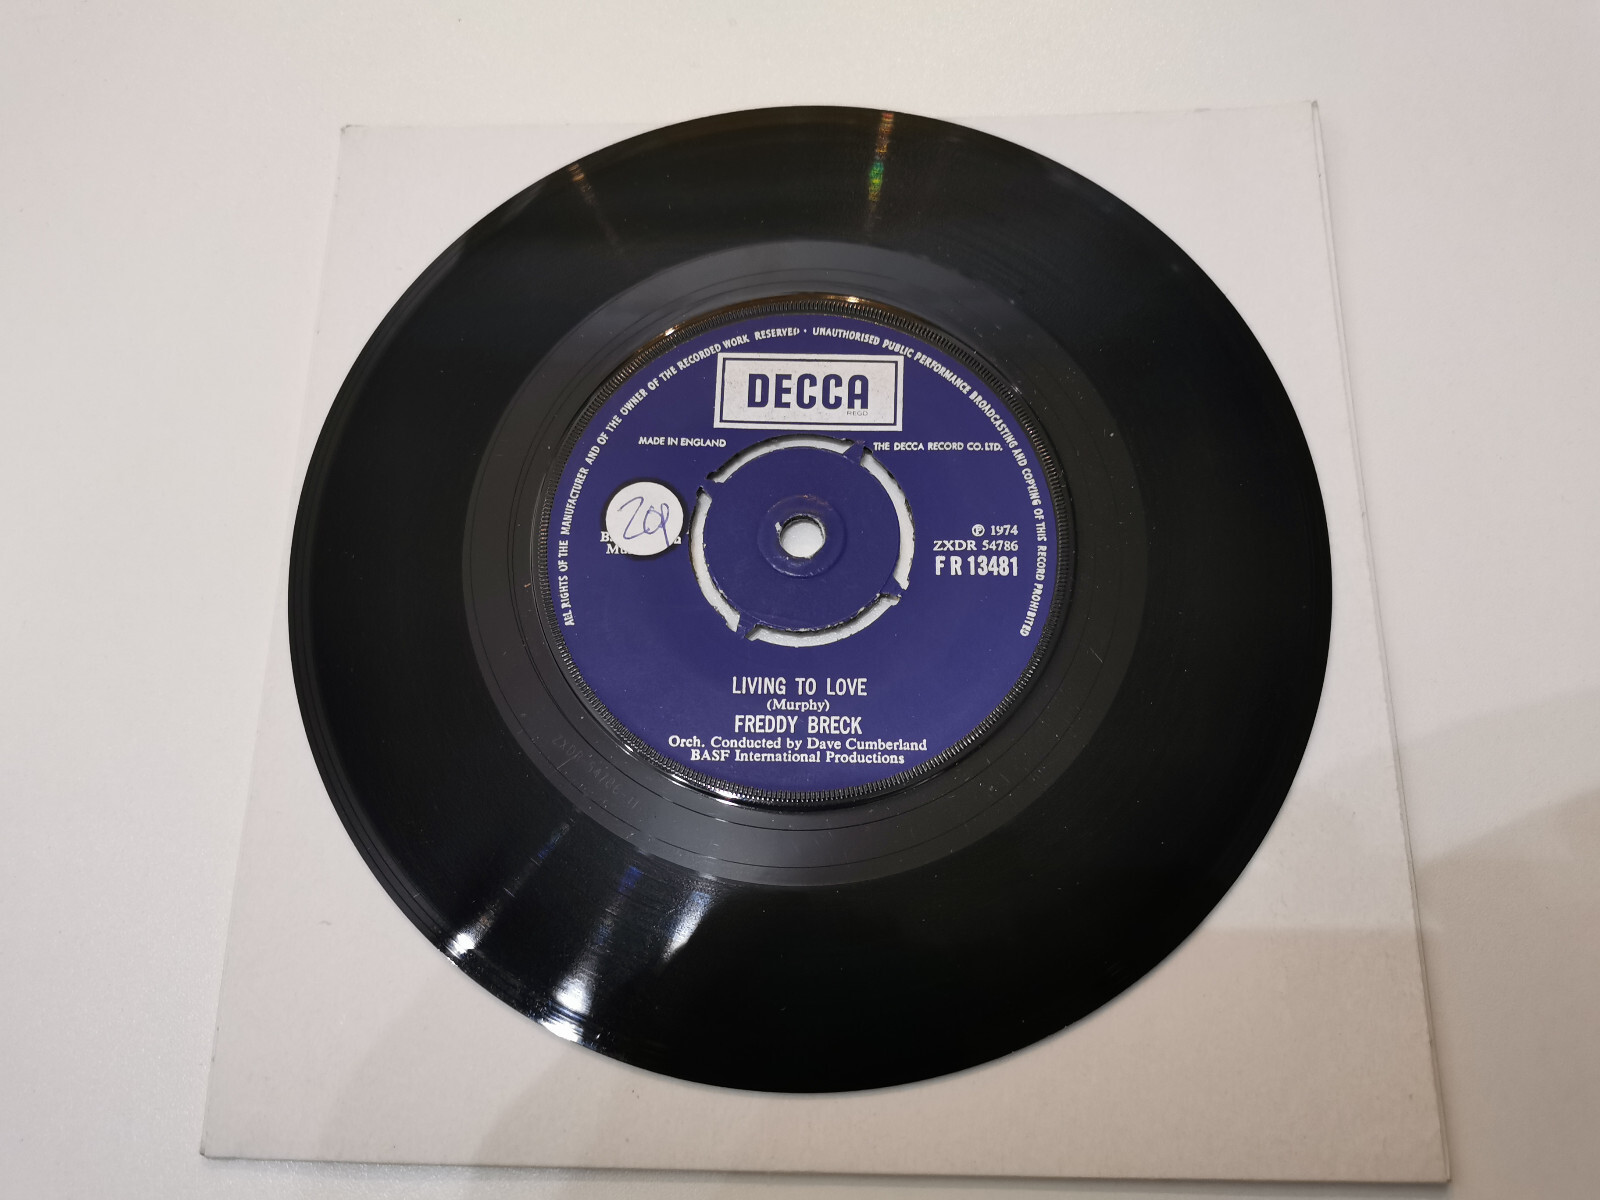 ALL RIGHTS OF THE MANUFACTURER AND OF THE OWNER OF THE RECORDED WORK RESERVED · UNAUTHORISED PUBLIC PERFORMANCE BROADCASTING AND COPYING OF THIS RECORD PROHIBITED
DECCA
REGD
MADE IN ENGLAND
THE DECCA RECORD CO. LTD.
20p
℗ 1974
ZXDR 54786
FR 13481
LIVING TO LOVE
(Murphy)
FREDDY BRECK
Orch. Conducted by Dave Cumberland
BASF International Productions